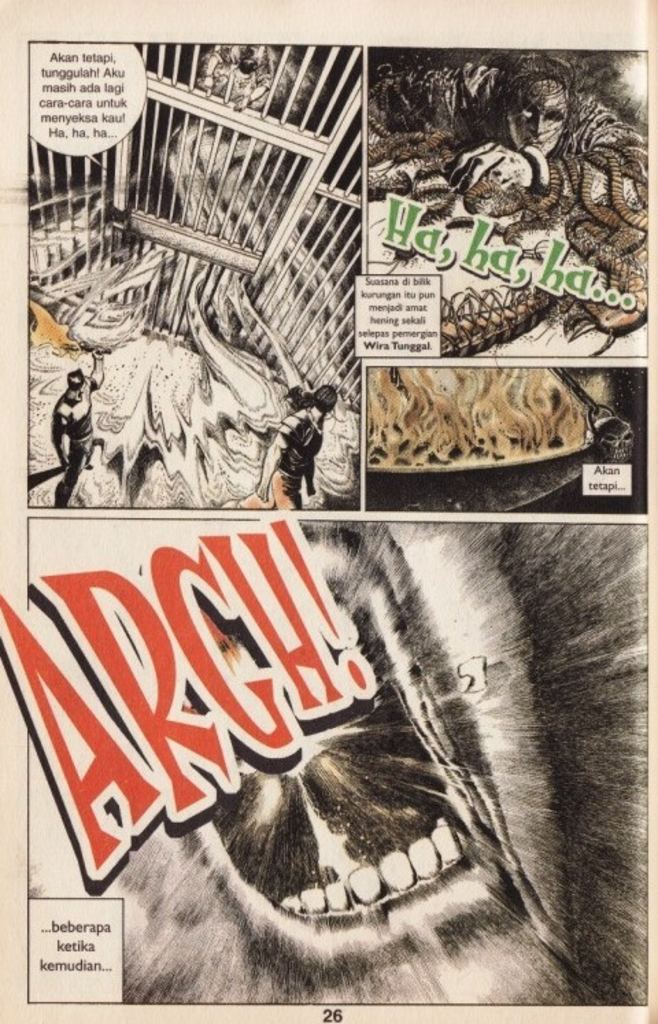 Akan tetapi,
tunggulah! Aku
masih ada lagi
cara-cara untuk
menyeksa kau!
Ha, ha, ha...
Ha, ha, ha...
Suasana di bilik
kurungan itu pun
menjadi amat
hening sekali
selepas pemergian
Wira Tunggal.
Akan
tetapi...
ARGH!
...beberapa
ketika
kemudian...
26